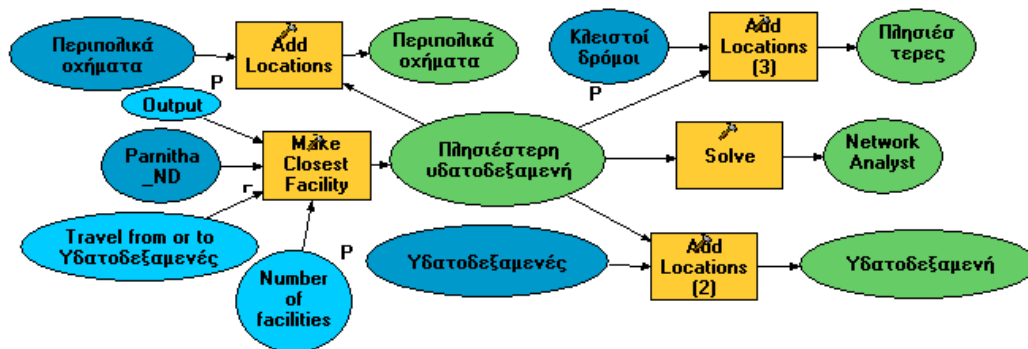 Περιπολικά
οχήματα
Add
Locations
Περιπολικά
οχήματα
Κλειστοί
δρόμοι
Add
Locations
(3)
Πλησιέσ
τερες
P
Output
P
Parnitha
_ND
Make
Closest
Facility
Πλησιέστερη
υδατοδεξαμενή
Solve
Network
Analyst
Travel from or to
Υδατοδεξαμενές
P
Number
of
facilities
Υδατοδεξαμενές
Add
Locations
(2)
Υδατοδεξαμενή